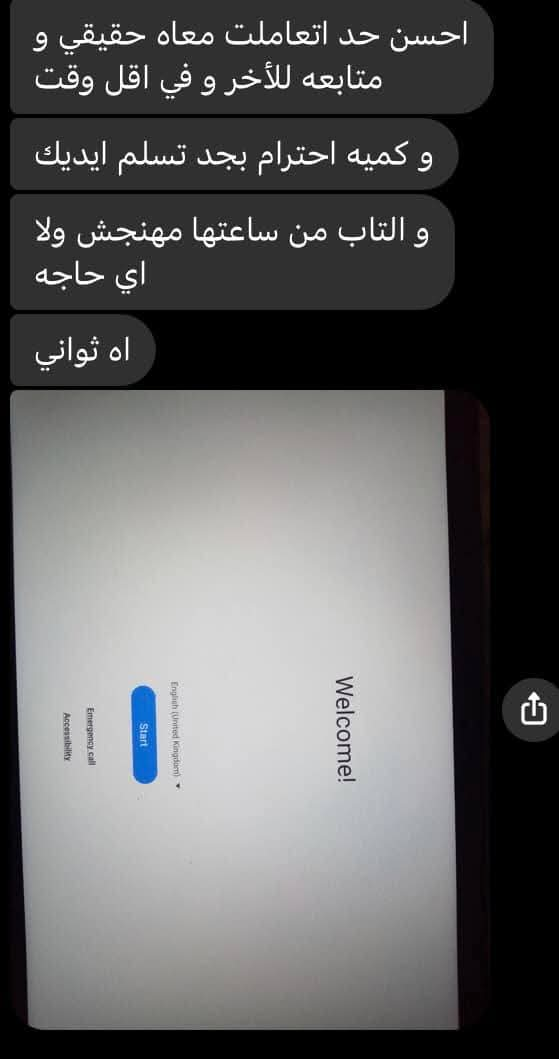 احسن حد اتعاملت معاه حقيقي و
متابعه للأخر و في اقل وقت
و كميه احترام بجد تسلم ايديك
و التاب من ساعتها مهنجش ولا
اي حاجه
اه ثواني
Welcome!
English (United Kingdom)
Start
Emergency call
Accessibility